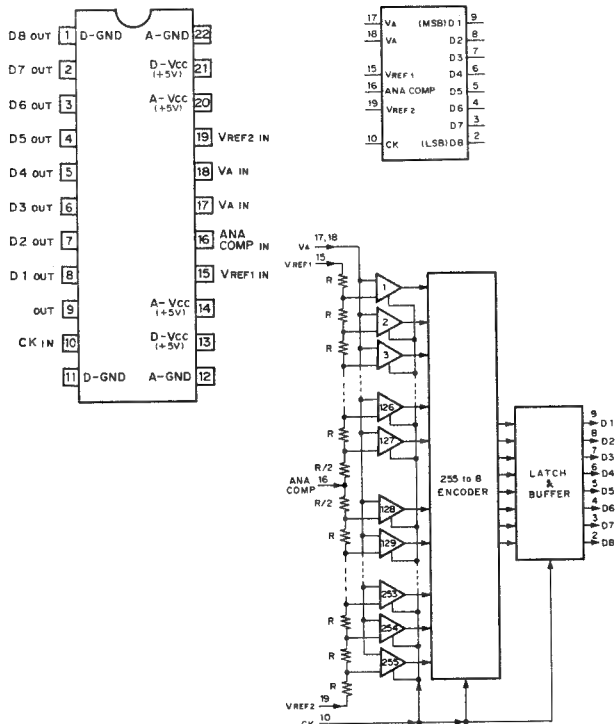 D8 OUT 1 D-GND A-GND 22
D7 OUT 2 D-VCC (+5V) 21
D6 OUT 3 A-VCC (+5V) 20
D5 OUT 4 19 VREF2 IN
D4 OUT 5 18 VA IN
D3 OUT 6 17 VA IN
D2 OUT 7 16 ANA COMP IN
D1 OUT 8 15 VREF1 IN
OUT 9 A-VCC (+5V) 14
CK IN 10 D-VCC (+5V) 13
11 D-GND A-GND 12
17 VA (MSB) D1 9
18 VA D2 8
D3 7
15 VREF1 D4 6
16 ANA COMP D5 5
19 VREF2 D6 4
D7 3
10 CK (LSB) D8 2
VA 17,18
VREF1 15
R
1
R
2
R
3
126
R
127
R/2
ANA COMP 16
R/2
128
R
129
253
R
254
R
255
R
VREF2 19
CK 10
255 to 8
ENCODER
LATCH
&
BUFFER
9 D1
8 D2
7 D3
6 D4
5 D5
4 D6
3 D7
2 D8